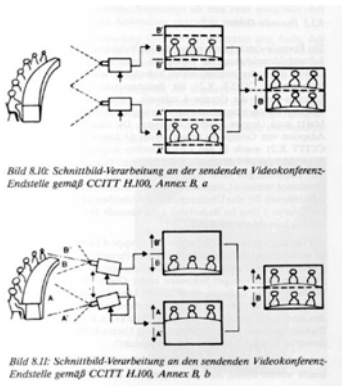 B'
B
B'
A
A'
A
B
Bild 8.10: Schnittbild-Verarbeitung an der sendenden Videokonferenz-
Endstelle gemäß CCITT H.100, Annex B, a
B'
B
A
A'
B'
B
A
A'
A
B
Bild 8.11: Schnittbild-Verarbeitung an den sendenden Videokonferenz-
Endstelle gemäß CCITT H.100, Annex B, b